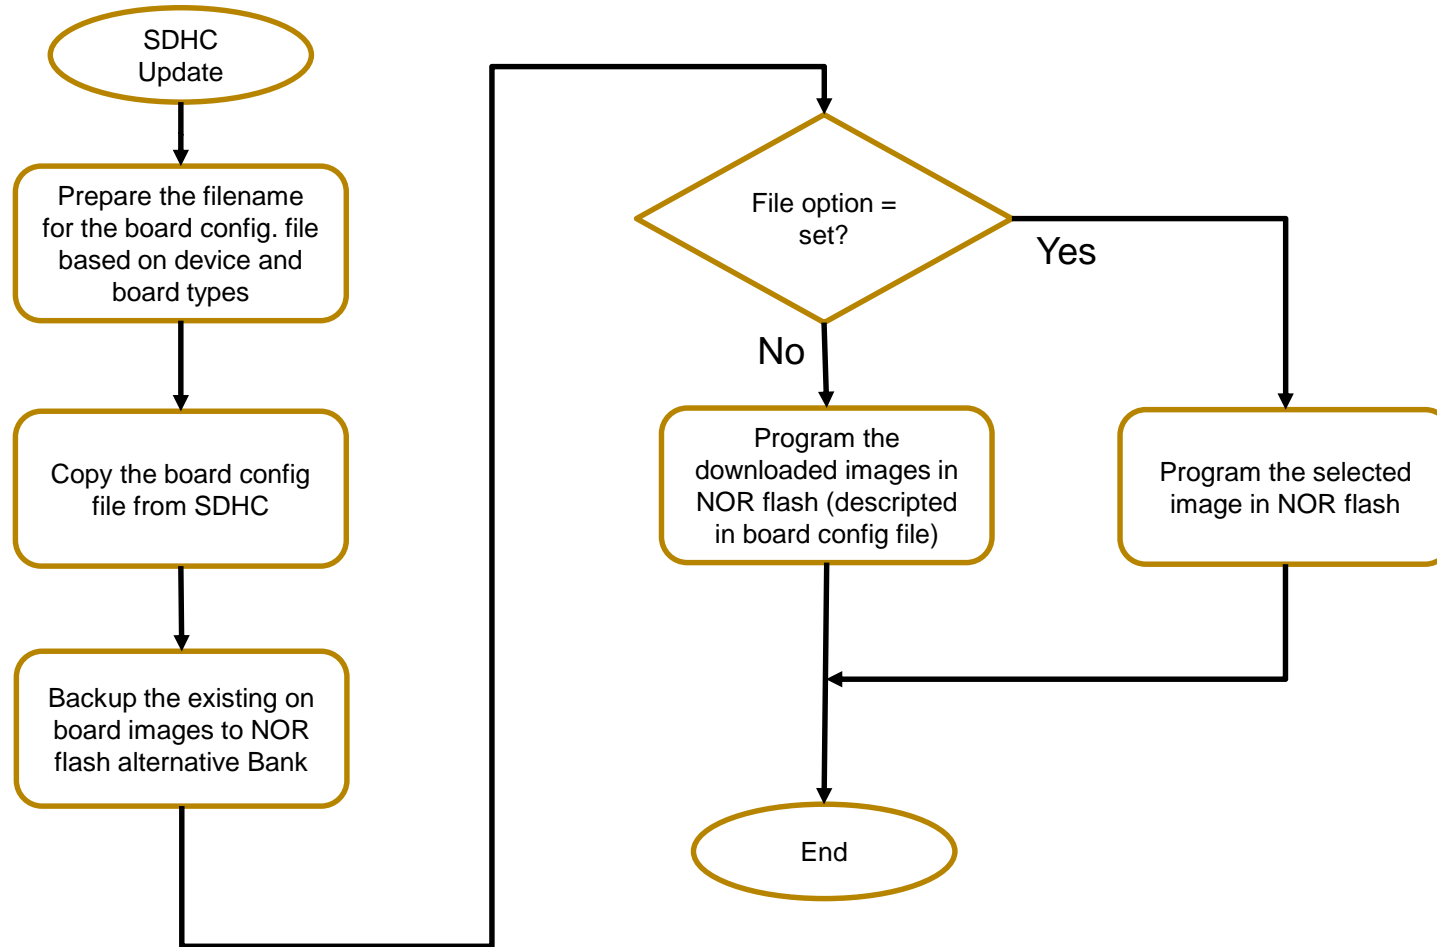 SDHC
Update
Prepare the filename
for the board config. file
based on device and
board types
Copy the board config
file from SDHC
Backup the existing on
board images to NOR
flash alternative Bank
File option =
set?
Yes
No
Program the
downloaded images in
NOR flash (descripted
in board config file)
Program the selected
image in NOR flash
End